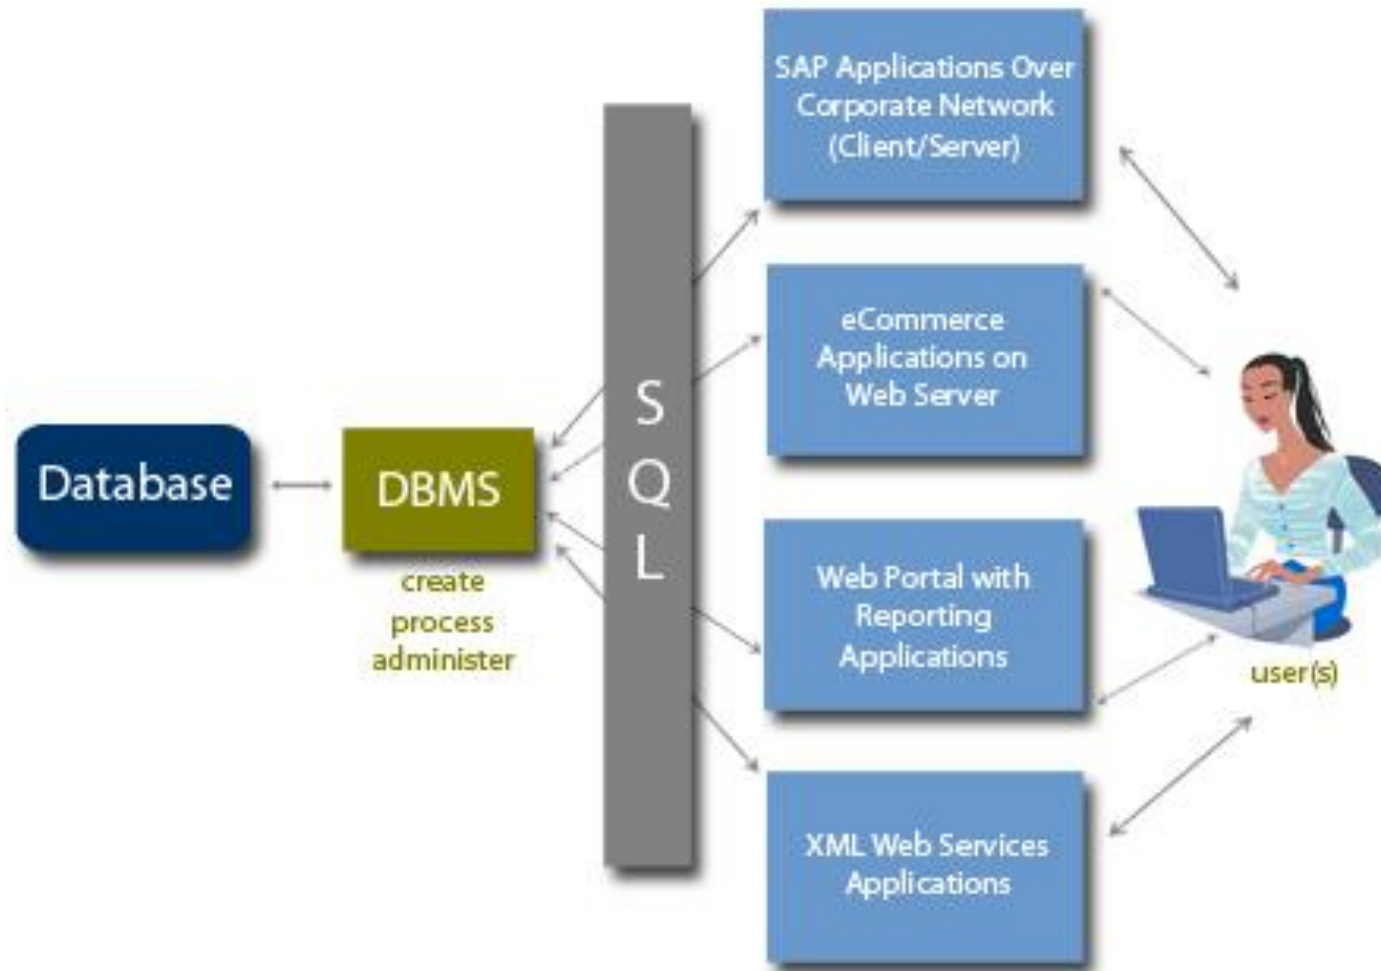 Database
DBMS
create
process
administer
S
Q
L
SAP Applications Over
Corporate Network
(Client/Server)
eCommerce
Applications on
Web Server
Web Portal with
Reporting
Applications
XML Web Services
Applications
user(s)